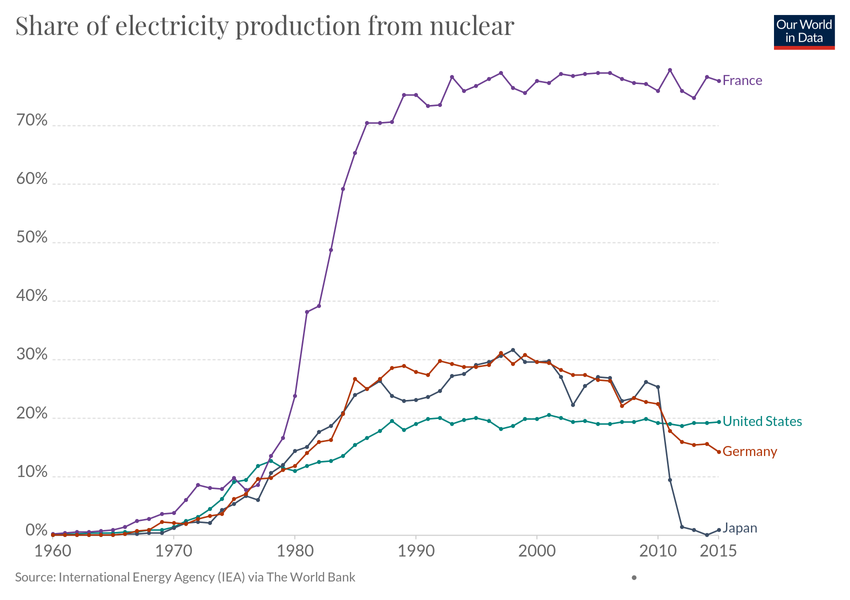 Share of electricity production from nuclear
Our World
in Data
France
70%
60%
50%
40%
30%
20%
United States
Germany
10%
Japan
0%
1960 1970 1980 1990 2000 2010 2015
Source: International Energy Agency (IEA) via The World Bank